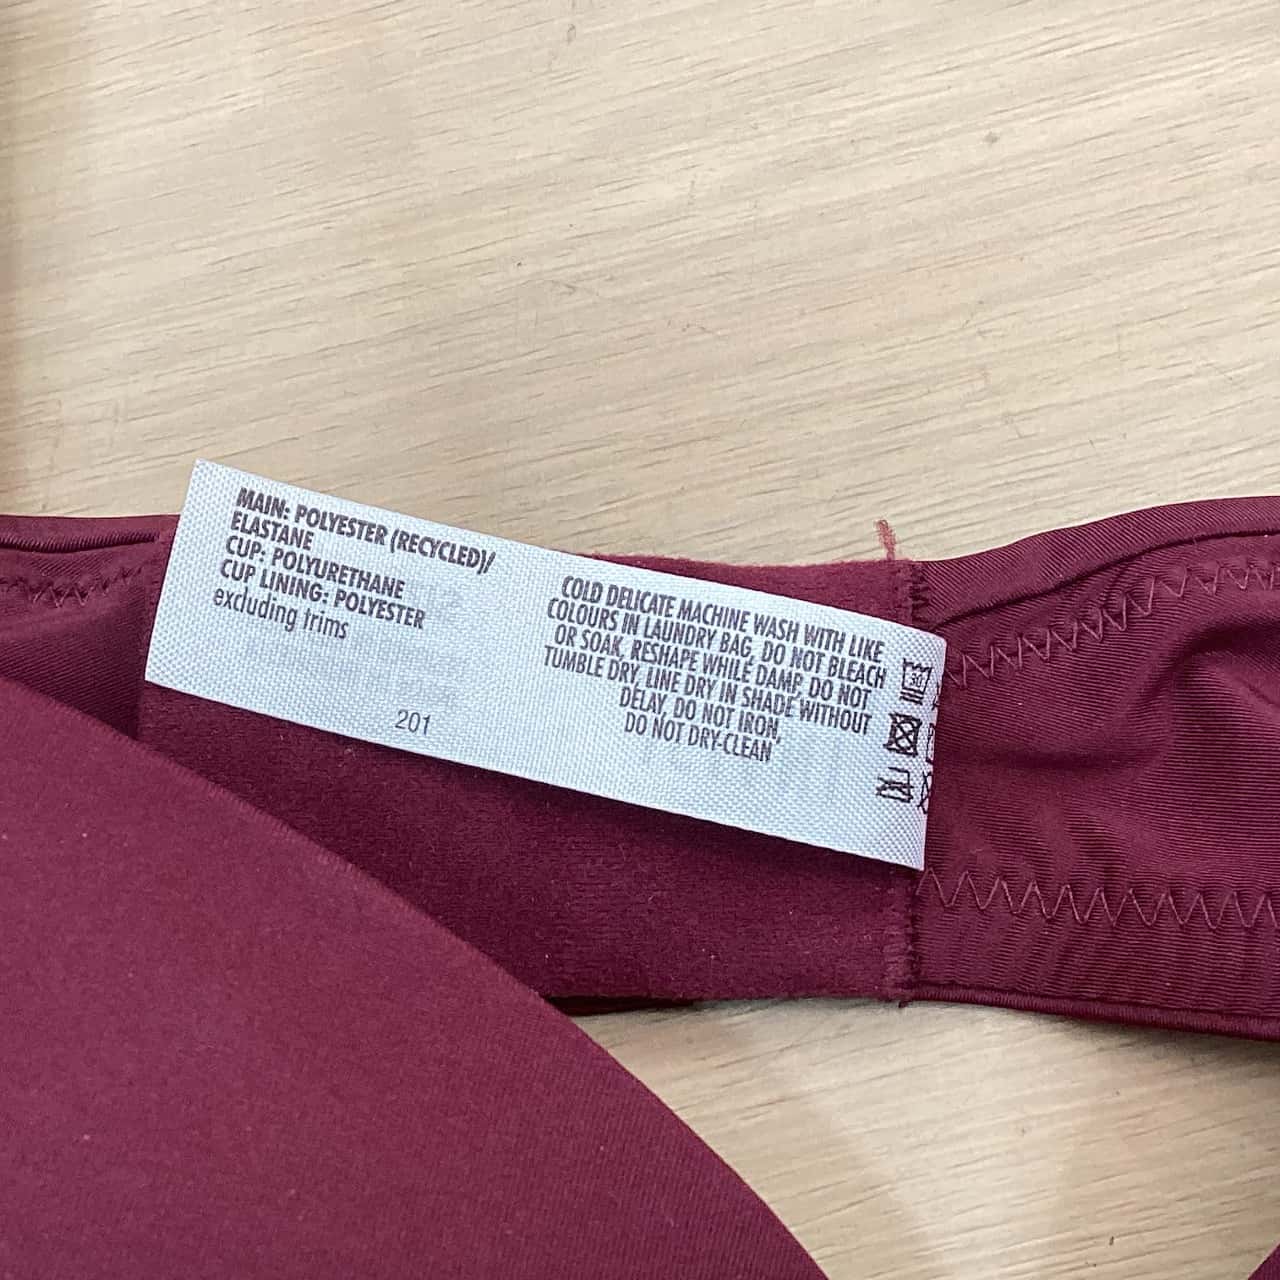 MAIN: POLYESTER (RECYCLED)/
ELASTANE
CUP: POLYURETHANE
CUP LINING: POLYESTER
excluding trims
201
COLD DELICATE MACHINE WASH WITH LIKE
COLOURS IN LAUNDRY BAG, DO NOT BLEACH
OR SOAK, RESHAPE WHILE DAMP, DO NOT
TUMBLE DRY, LINE DRY IN SHADE WITHOUT
DELAY, DO NOT IRON,
DO NOT DRY-CLEAN
30